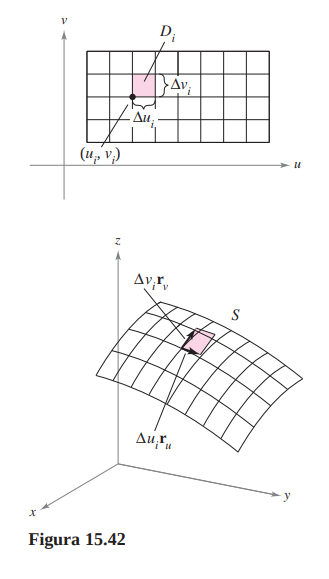 v
D_i
Δv_i
Δu_i
(u_i, v_i)
u
z
Δv_i r_v
S
Δu_i r_u
y
x
Figura 15.42